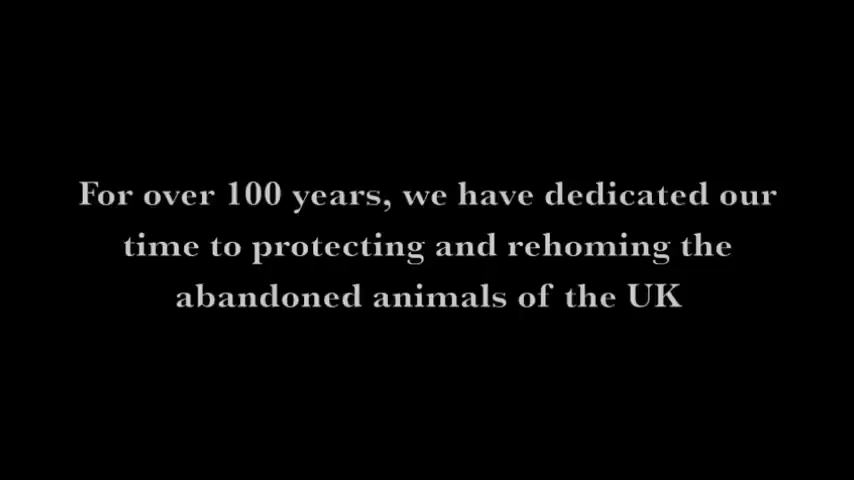 For over 100 years, we have dedicated our
time to protecting and rehoming the
abandoned animals of the UK